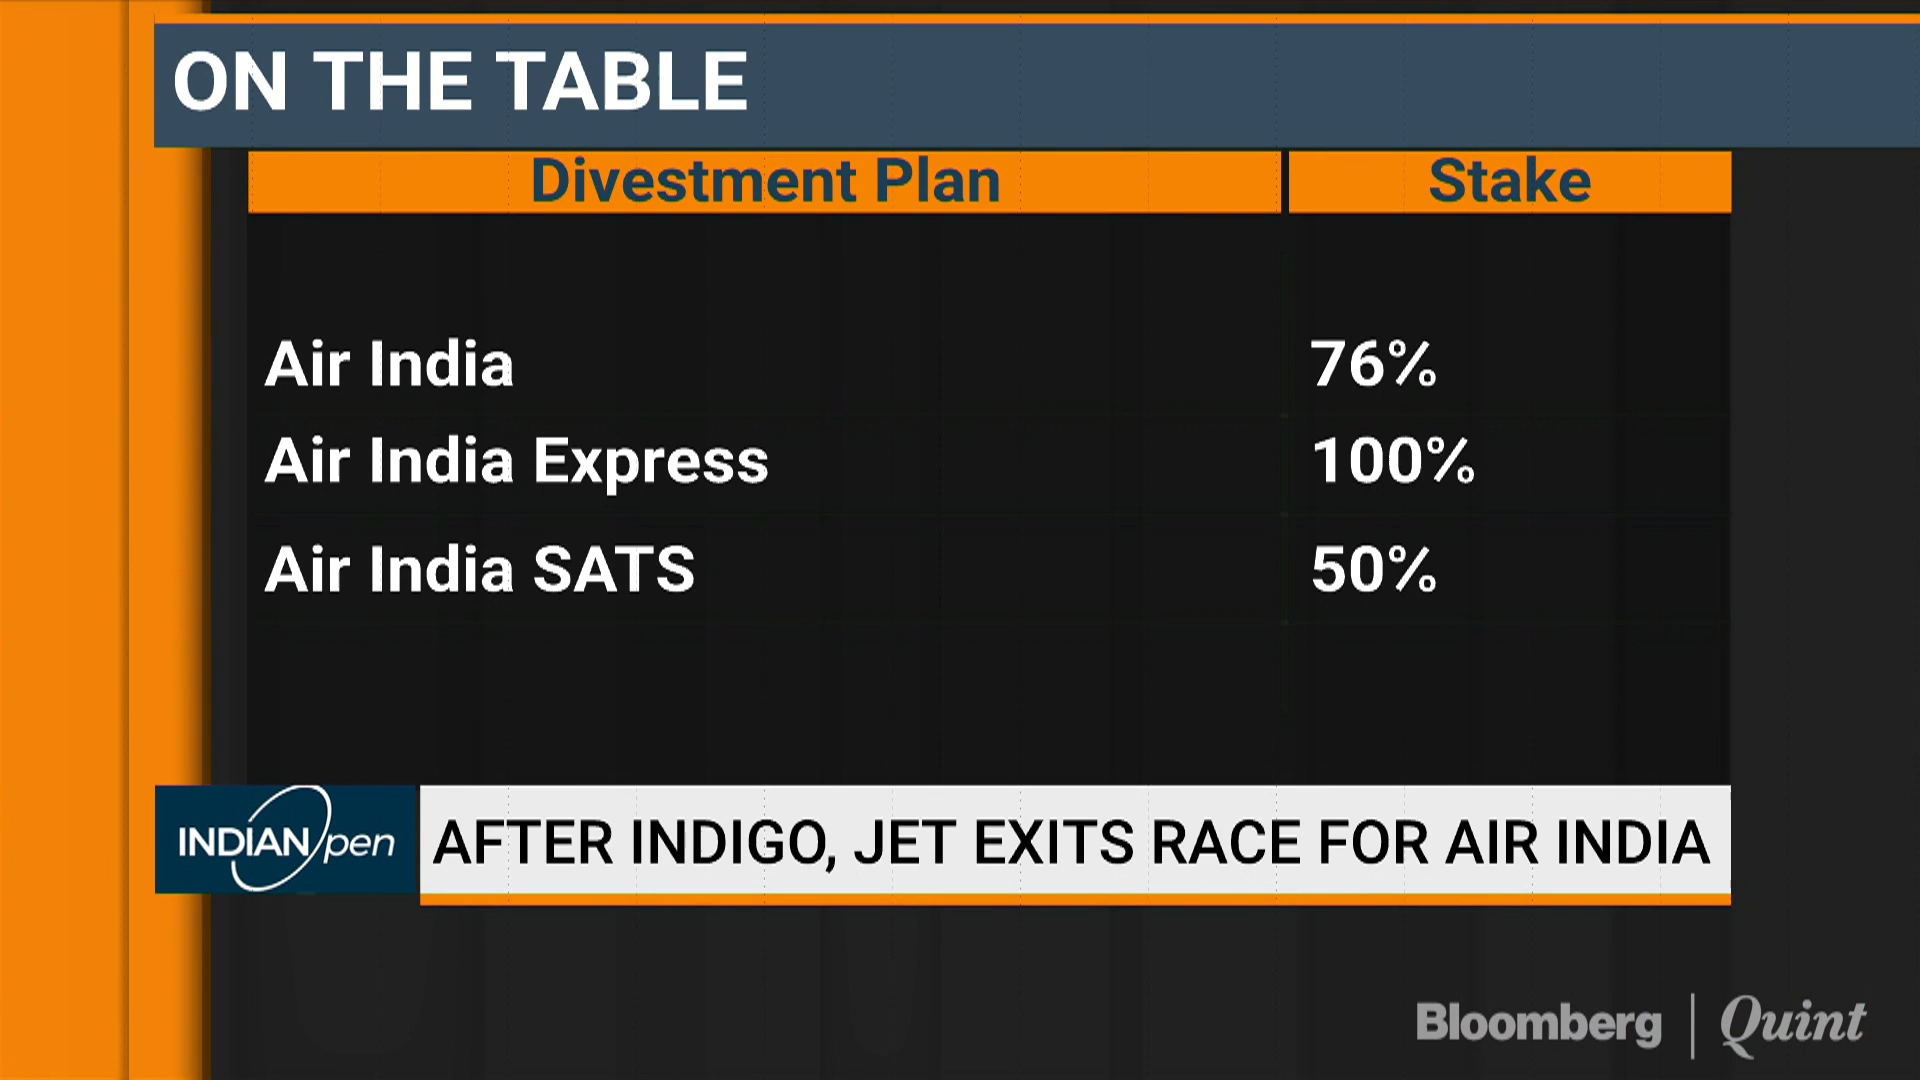 ON THE TABLE
Divestment Plan Stake
Air India 76%
Air India Express 100%
Air India SATS 50%
INDIAN Open AFTER INDIGO, JET EXITS RACE FOR AIR INDIA
Bloomberg | Quint